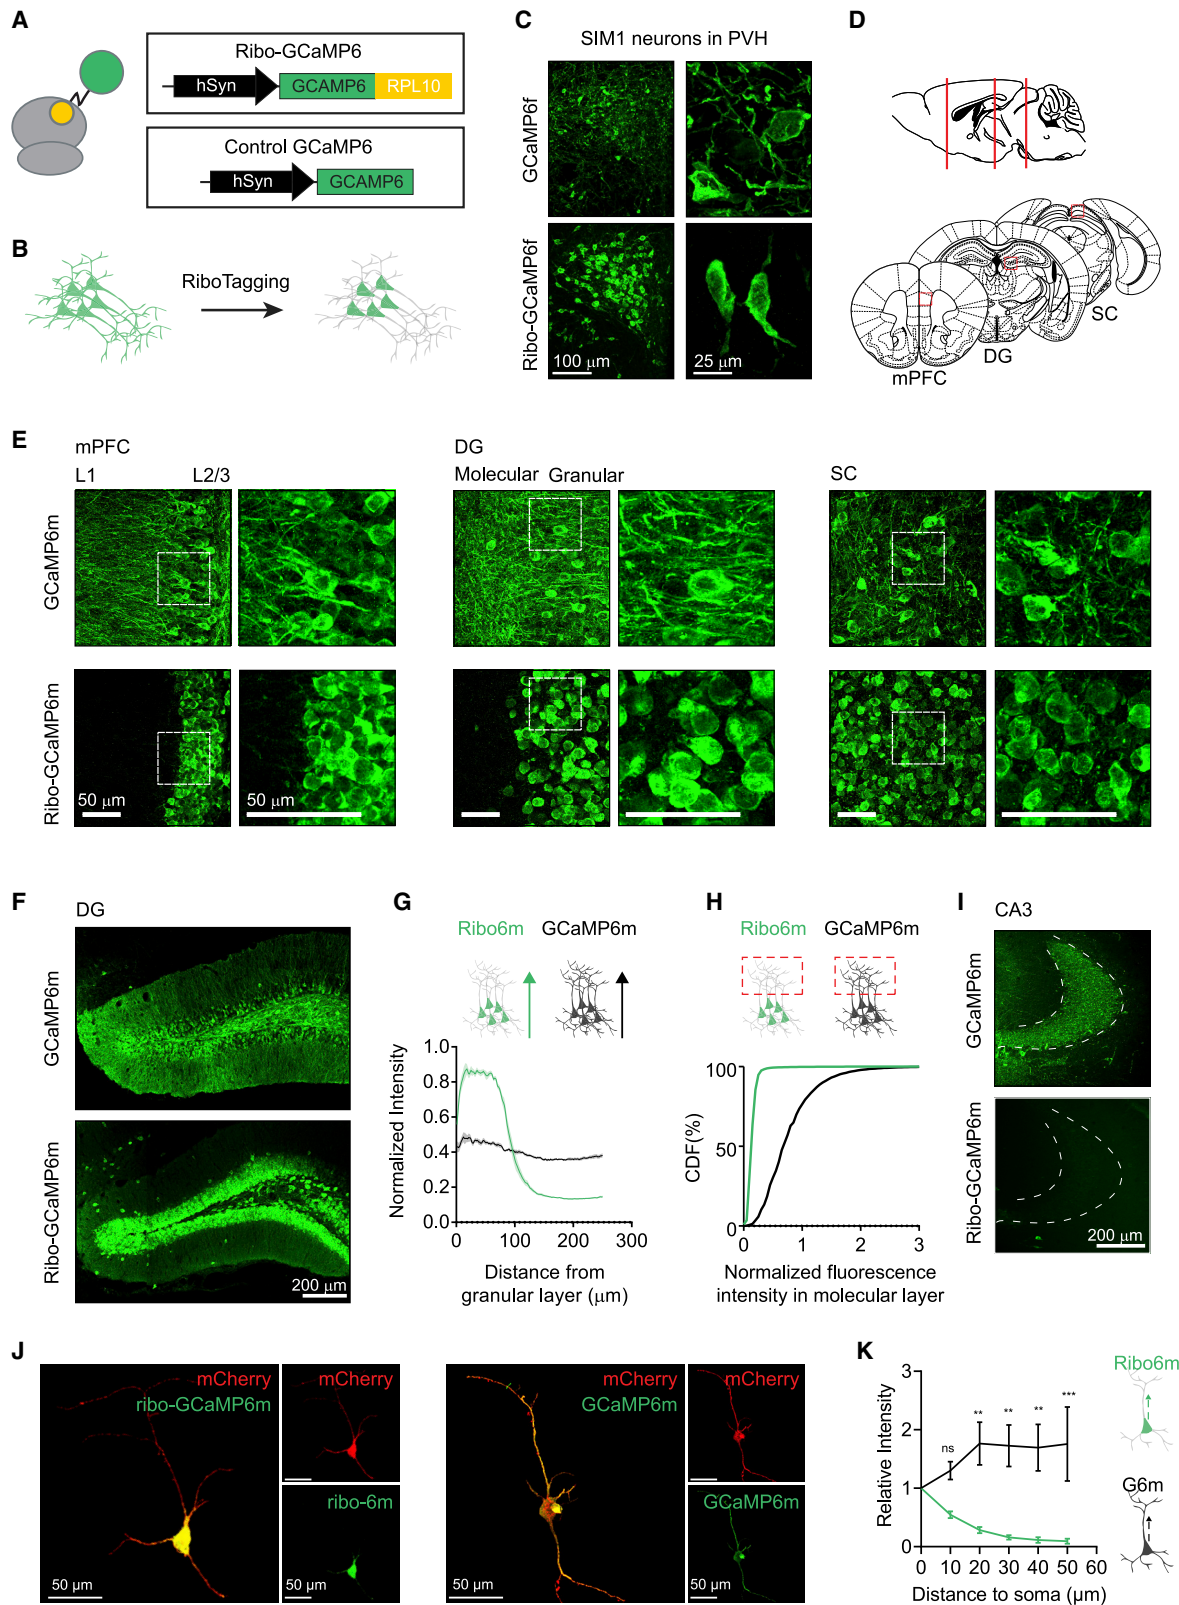 A
Ribo-GCaMP6
hSyn
GCAMP6
RPL10
Control GCaMP6
hSyn
GCAMP6
B
RiboTagging
C
SIM1 neurons in PVH
GCaMP6f
Ribo-GCaMP6f
100 µm
25 µm
D
mPFC
DG
SC
E
mPFC
L1
L2/3
DG
Molecular
Granular
SC
GCaMP6m
Ribo-GCaMP6m
50 µm
50 µm
F
DG
GCaMP6m
Ribo-GCaMP6m
200 µm
G
Ribo6m
GCaMP6m
Normalized Intensity
1.0
0.8
0.6
0.4
0.2
0.0
0
100
200
300
Distance from
granular layer (µm)
H
Ribo6m
GCaMP6m
CDF(%)
100
50
0
0
1
2
3
Normalized fluorescence
intensity in molecular layer
I
CA3
GCaMP6m
Ribo-GCaMP6m
200 µm
J
mCherry
ribo-GCaMP6m
50 µm
mCherry
ribo-6m
50 µm
mCherry
GCaMP6m
50 µm
mCherry
GCaMP6m
50 µm
K
Relative Intensity
3
2
1
0
ns
**
**
**
***
0
10
20
30
40
50
60
Distance to soma (µm)
Ribo6m
G6m